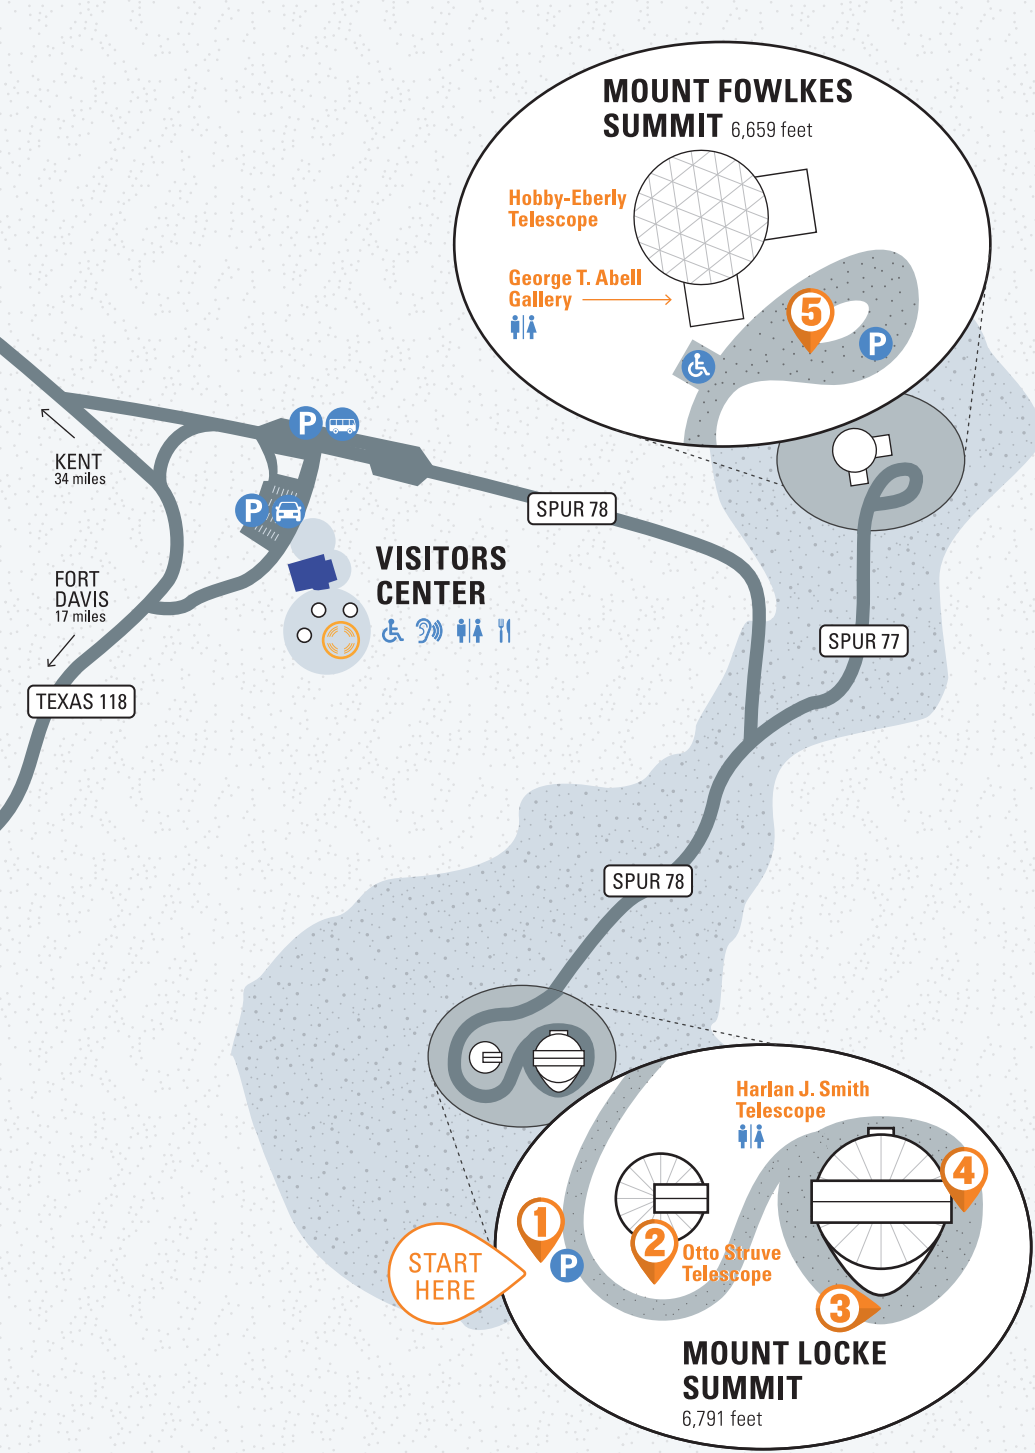 MOUNT FOWLKES
SUMMIT 6,659 feet
Hobby-Eberly
Telescope
George T. Abell
Gallery
5
P
P
KENT
34 miles
P
SPUR 78
VISITORS
CENTER
FORT
DAVIS
17 miles
SPUR 77
TEXAS 118
SPUR 78
Harlan J. Smith
Telescope
4
1
2
Otto Struve
Telescope
P
START
HERE
3
MOUNT LOCKE
SUMMIT
6,791 feet